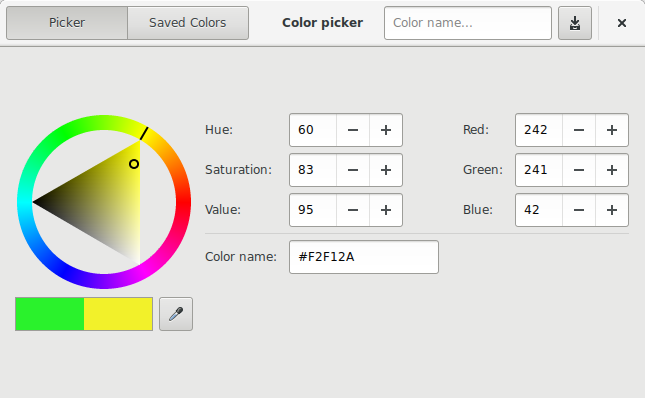 Picker Saved Colors Color picker Color name...
Hue: 60 Red: 242
Saturation: 83 Green: 241
Value: 95 Blue: 42
Color name: #F2F12A